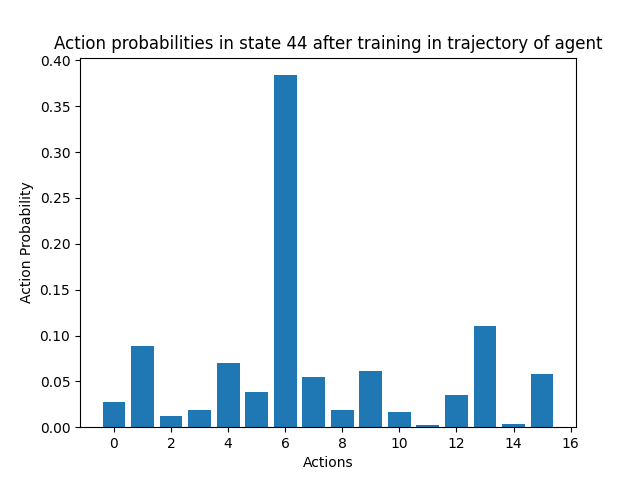 Action probabilities in state 44 after training in trajectory of agent
0.40
0.35
0.30
0.25
0.20
0.15
0.10
0.05
0.00
Action Probability
0 2 4 6 8 10 12 14 16
Actions